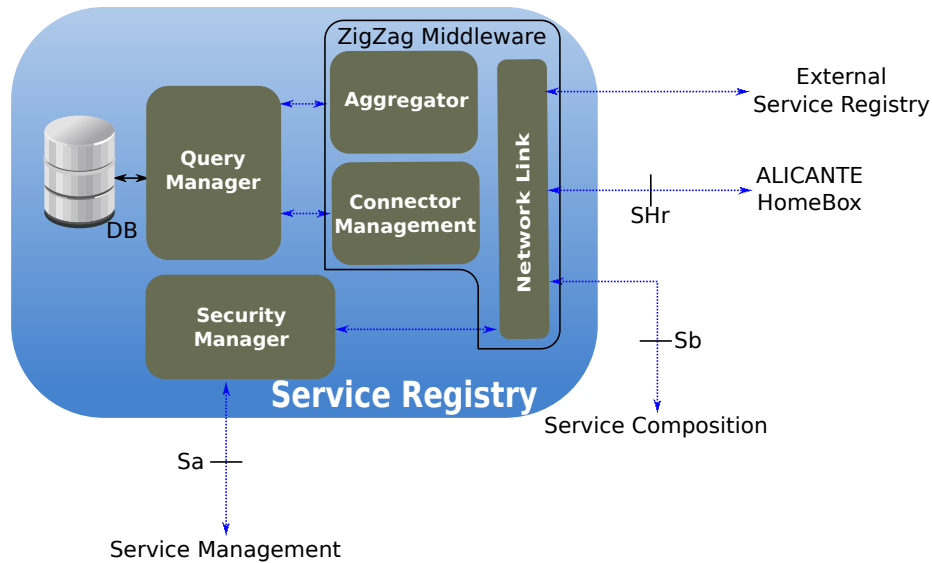 ZigZag Middleware
Aggregator
Query
Manager
Connector
Management
Network Link
DB
Security
Manager
Service Registry
External
Service Registry
ALICANTE
HomeBox
SHr
Sb
Service Composition
Sa
Service Management